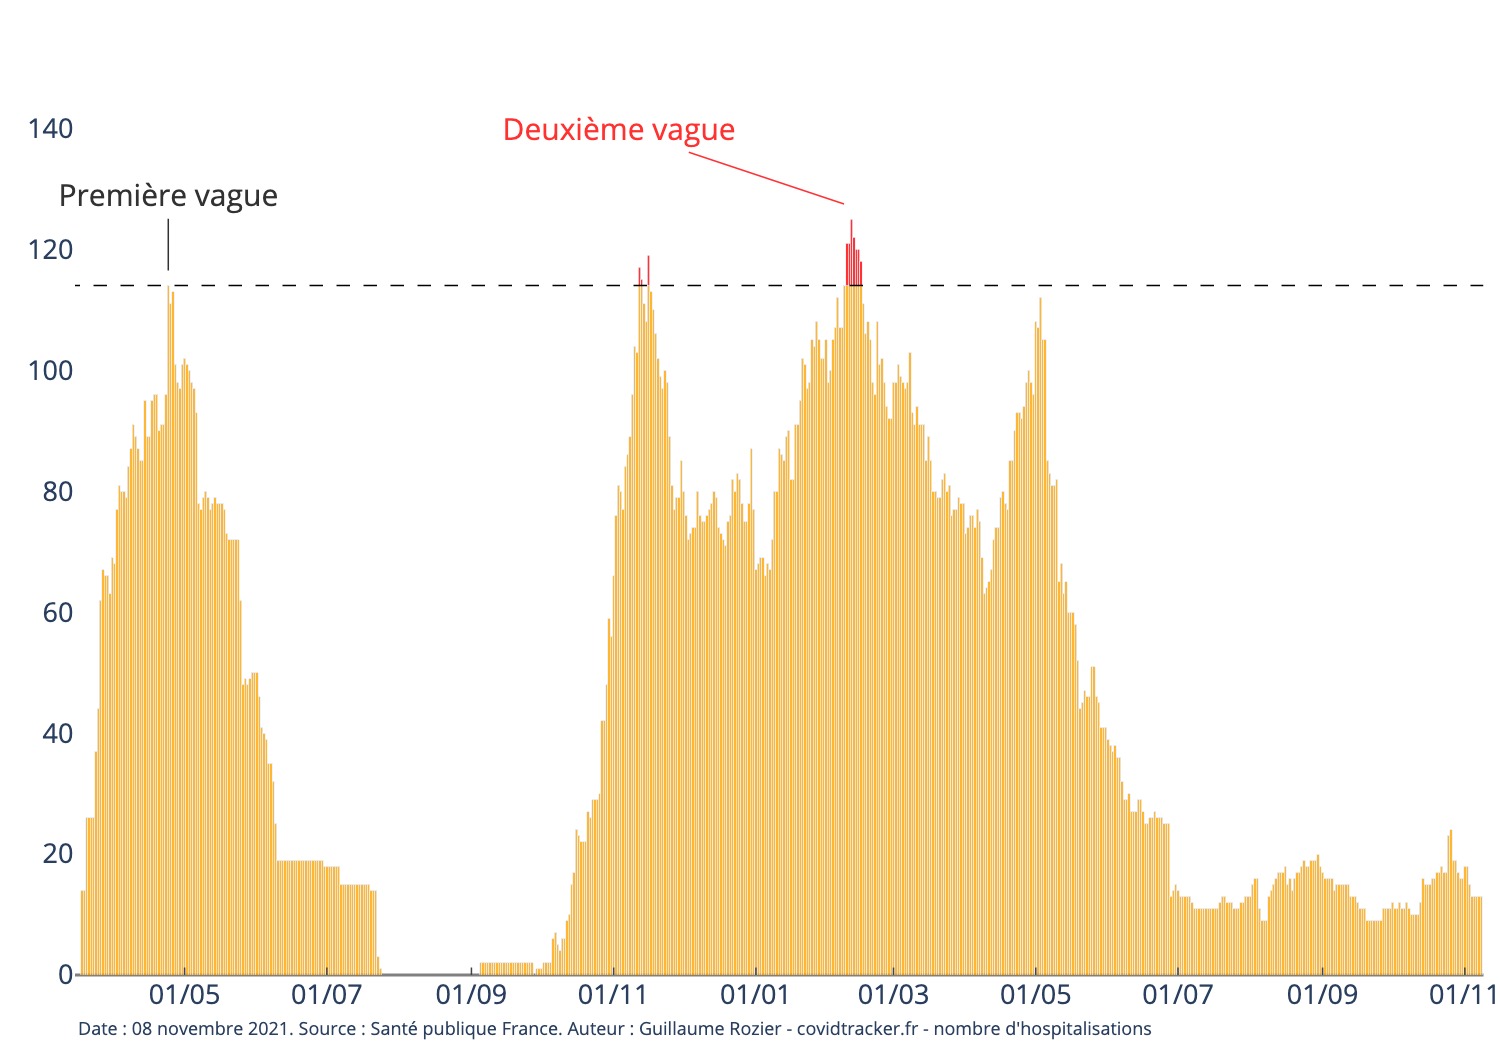 140
Deuxième vague
Première vague
120
100
80
60
40
20
0
01/05 01/07 01/09 01/11 01/01 01/03 01/05 01/07 01/09 01/11
Date : 08 novembre 2021. Source : Santé publique France. Auteur : Guillaume Rozier - covidtracker.fr - nombre d'hospitalisations